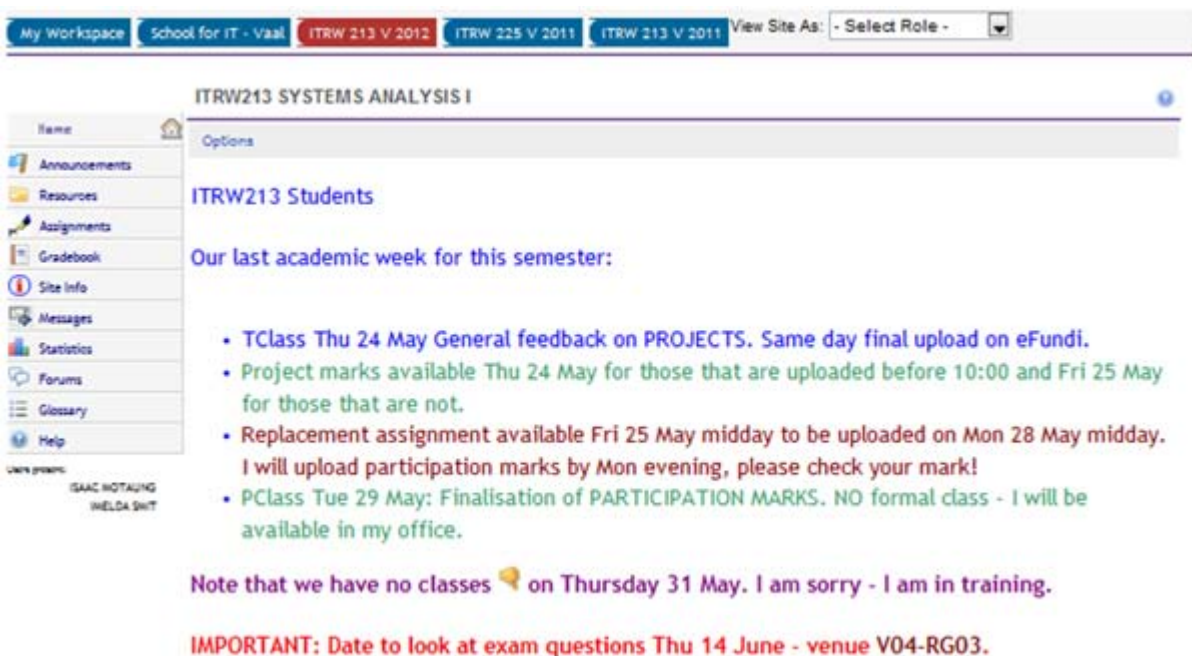 My Workspace School for IT - Vaal ITRW 213 V 2012 ITRW 225 V 2011 ITRW 213 V 2011 View Site As: - Select Role -
ITRW213 SYSTEMS ANALYSIS I
Home
Options
Announcements
Resources
Assignments
Gradebook
Site Info
Messages
Statistics
Forums
Glossary
Help
Users present:
ISAAC MOTAUNG
IMELDA SMIT
ITRW213 Students
Our last academic week for this semester:
• TClass Thu 24 May General feedback on PROJECTS. Same day final upload on eFundi.
• Project marks available Thu 24 May for those that are uploaded before 10:00 and Fri 25 May
for those that are not.
• Replacement assignment available Fri 25 May midday to be uploaded on Mon 28 May midday.
I will upload participation marks by Mon evening, please check your mark!
• PClass Tue 29 May: Finalisation of PARTICIPATION MARKS. NO formal class - I will be
available in my office.
Note that we have no classes on Thursday 31 May. I am sorry - I am in training.
IMPORTANT: Date to look at exam questions Thu 14 June - venue V04-RG03.